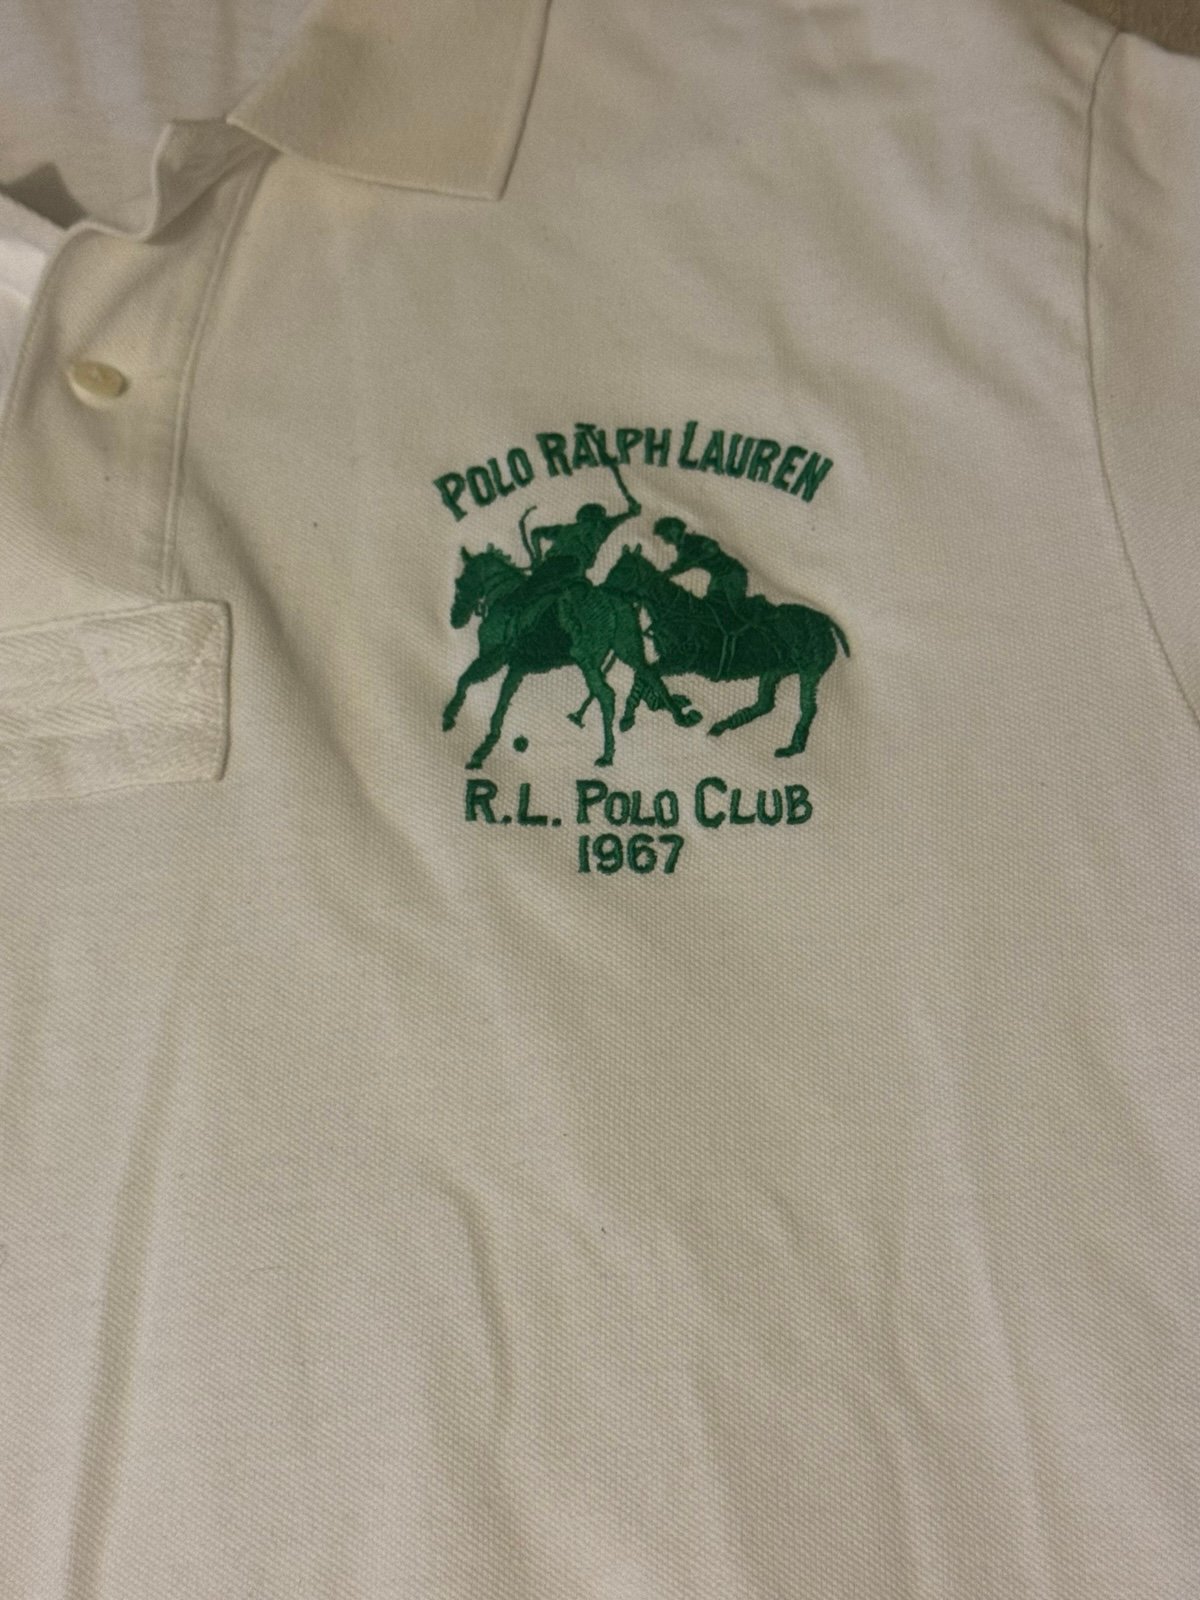 POLO RALPH LAUREN
R.L. POLO CLUB
1967